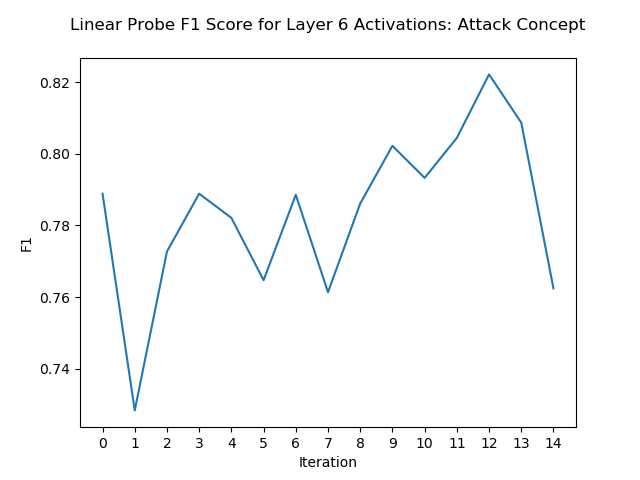 Linear Probe F1 Score for Layer 6 Activations: Attack Concept
0.82
0.80
0.78
0.76
0.74
F1
0 1 2 3 4 5 6 7 8 9 10 11 12 13 14
Iteration